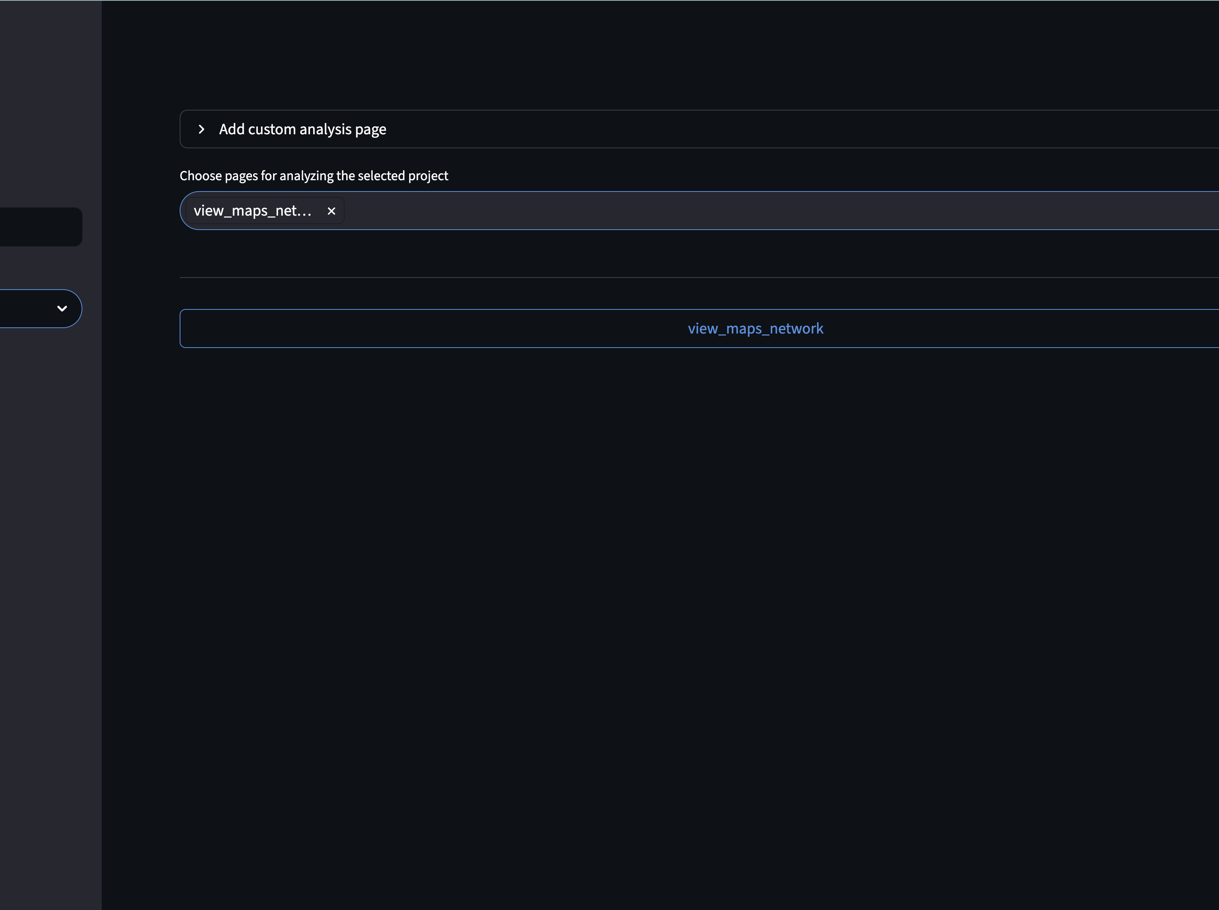 Add custom analysis page
Choose pages for analyzing the selected project
view_maps_net...
view_maps_network